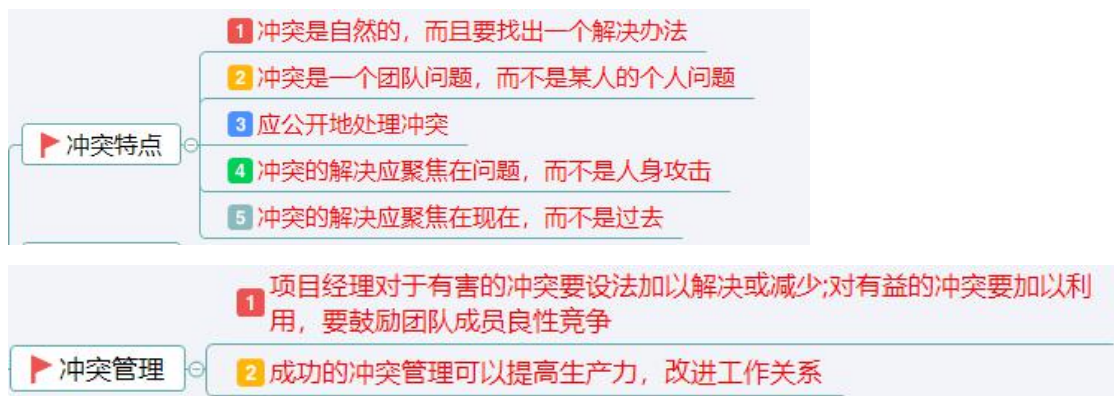 1 冲突是自然的，而且要找出一个解决办法
2 冲突是一个团队问题，而不是某人的个人问题
冲突特点
3 应公开地处理冲突
4 冲突的解决应聚焦在问题，而不是人身攻击
5 冲突的解决应聚焦在现在，而不是过去
1 项目经理对于有害的冲突要设法加以解决或减少;对有益的冲突要加以利
用，要鼓励团队成员良性竞争
冲突管理
2 成功的冲突管理可以提高生产力，改进工作关系